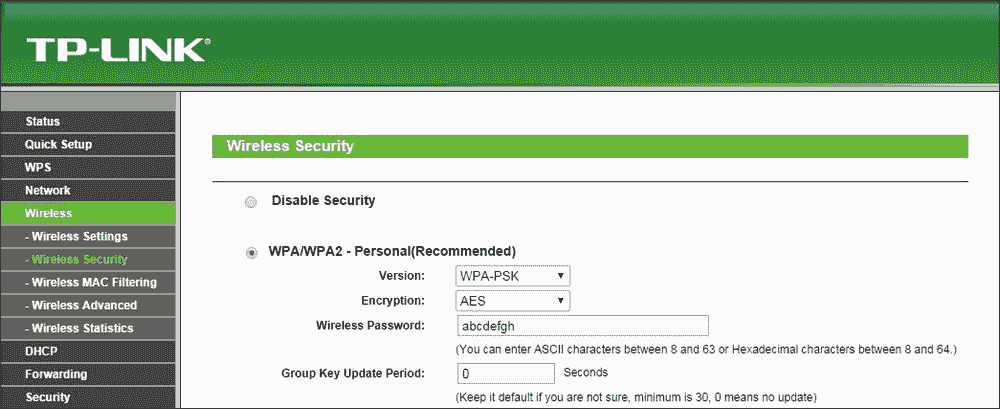 TP-LINK®
Status
Quick Setup
WPS
Network
Wireless
- Wireless Settings
- Wireless Security
- Wireless MAC Filtering
- Wireless Advanced
- Wireless Statistics
DHCP
Forwarding
Security
Wireless Security
Disable Security
WPA/WPA2 - Personal(Recommended)
Version: WPA-PSK
Encryption: AES
Wireless Password: abcdefgh
(You can enter ASCII characters between 8 and 63 or Hexadecimal characters between 8 and 64.)
Group Key Update Period: 0 Seconds
(Keep it default if you are not sure, minimum is 30, 0 means no update)